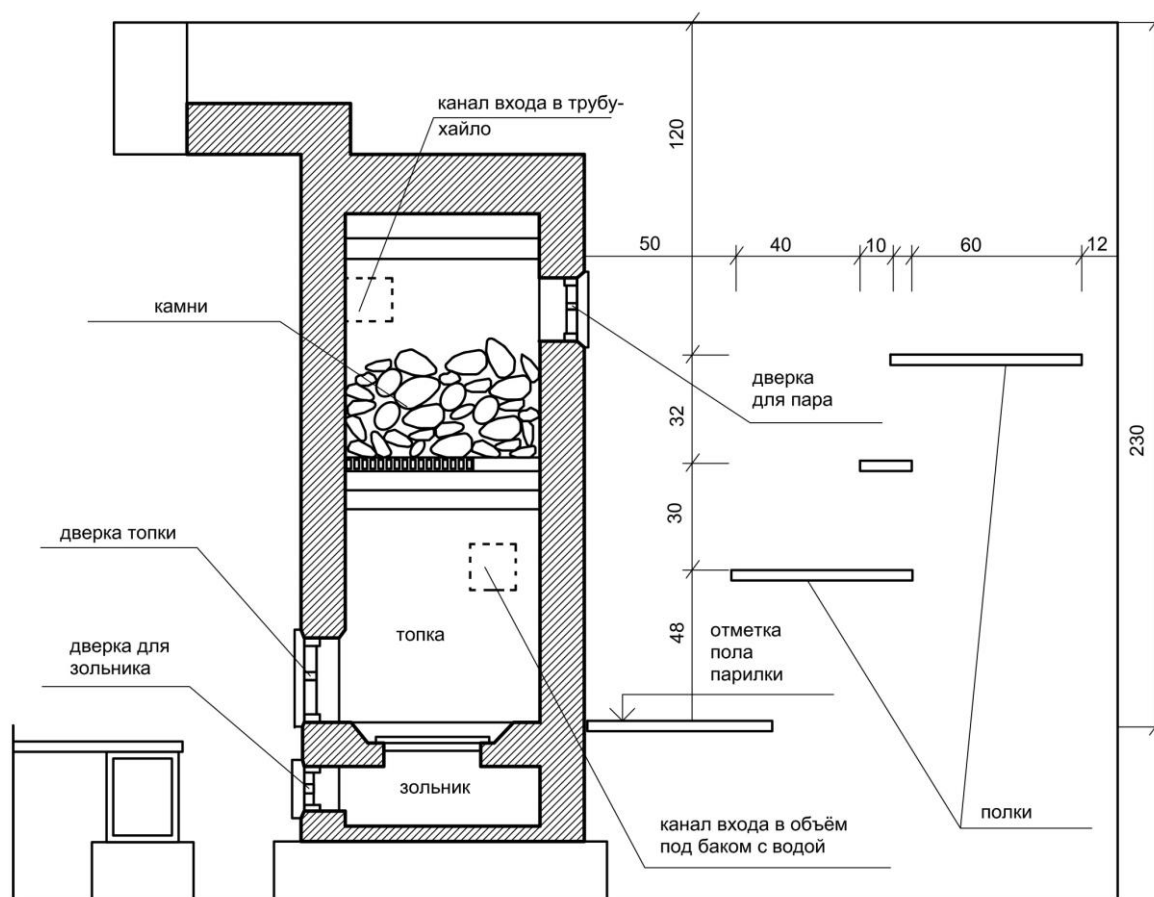 канал входа в трубу-
хайло
120
50
40
10
60
12
камни
дверка
для пара
32
230
30
дверка топки
топка
48
отметка
пола
парилки
дверка для
зольника
зольник
канал входа в объём
под баком с водой
полки